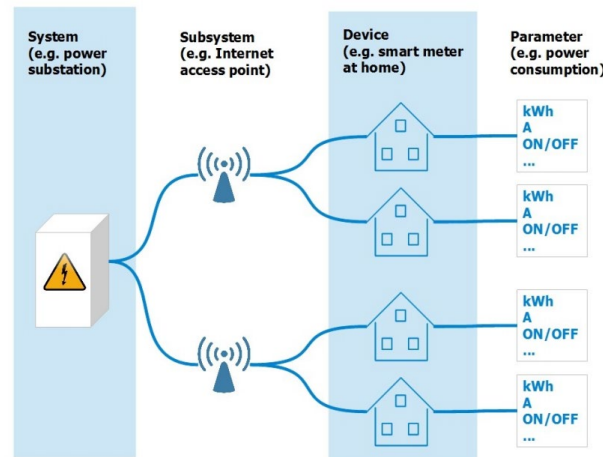 System
(e.g. power
substation)
Subsystem
(e.g. Internet
access point)
Device
(e.g. smart meter
at home)
Parameter
(e.g. power
consumption)
kWh
A
ON/OFF
...
kWh
A
ON/OFF
...
kWh
A
ON/OFF
...
kWh
A
ON/OFF
...